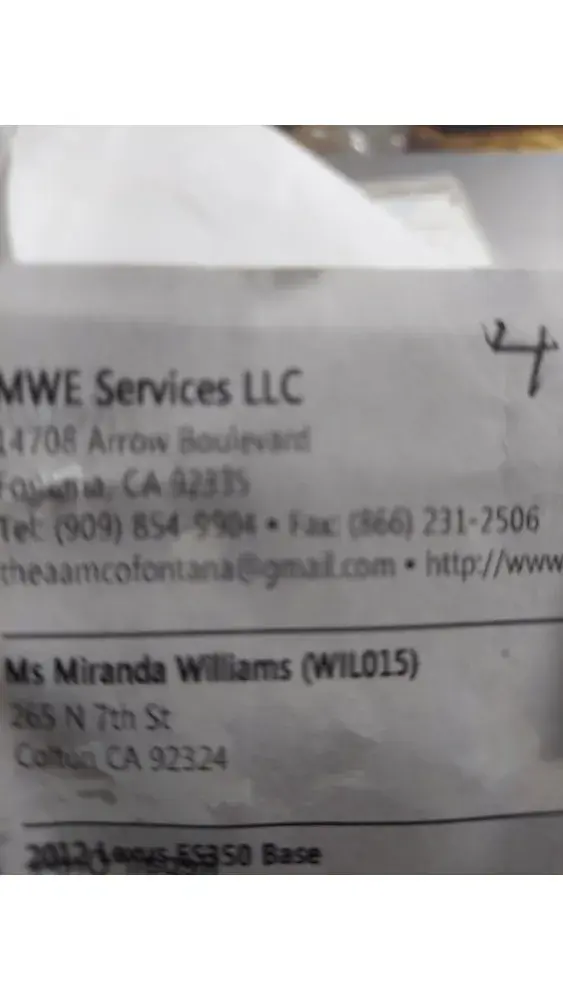 4
MWE Services LLC
14708 Arrow Boulevard
Fontana, CA 92335
Tel: (909) 854-9904 • Fax: (866) 231-2506
theaamcofontana@gmail.com • http://www
Ms Miranda Williams (WIL015)
265 N 7th St
Colton CA 92324
2012 Lexus ES350 Base